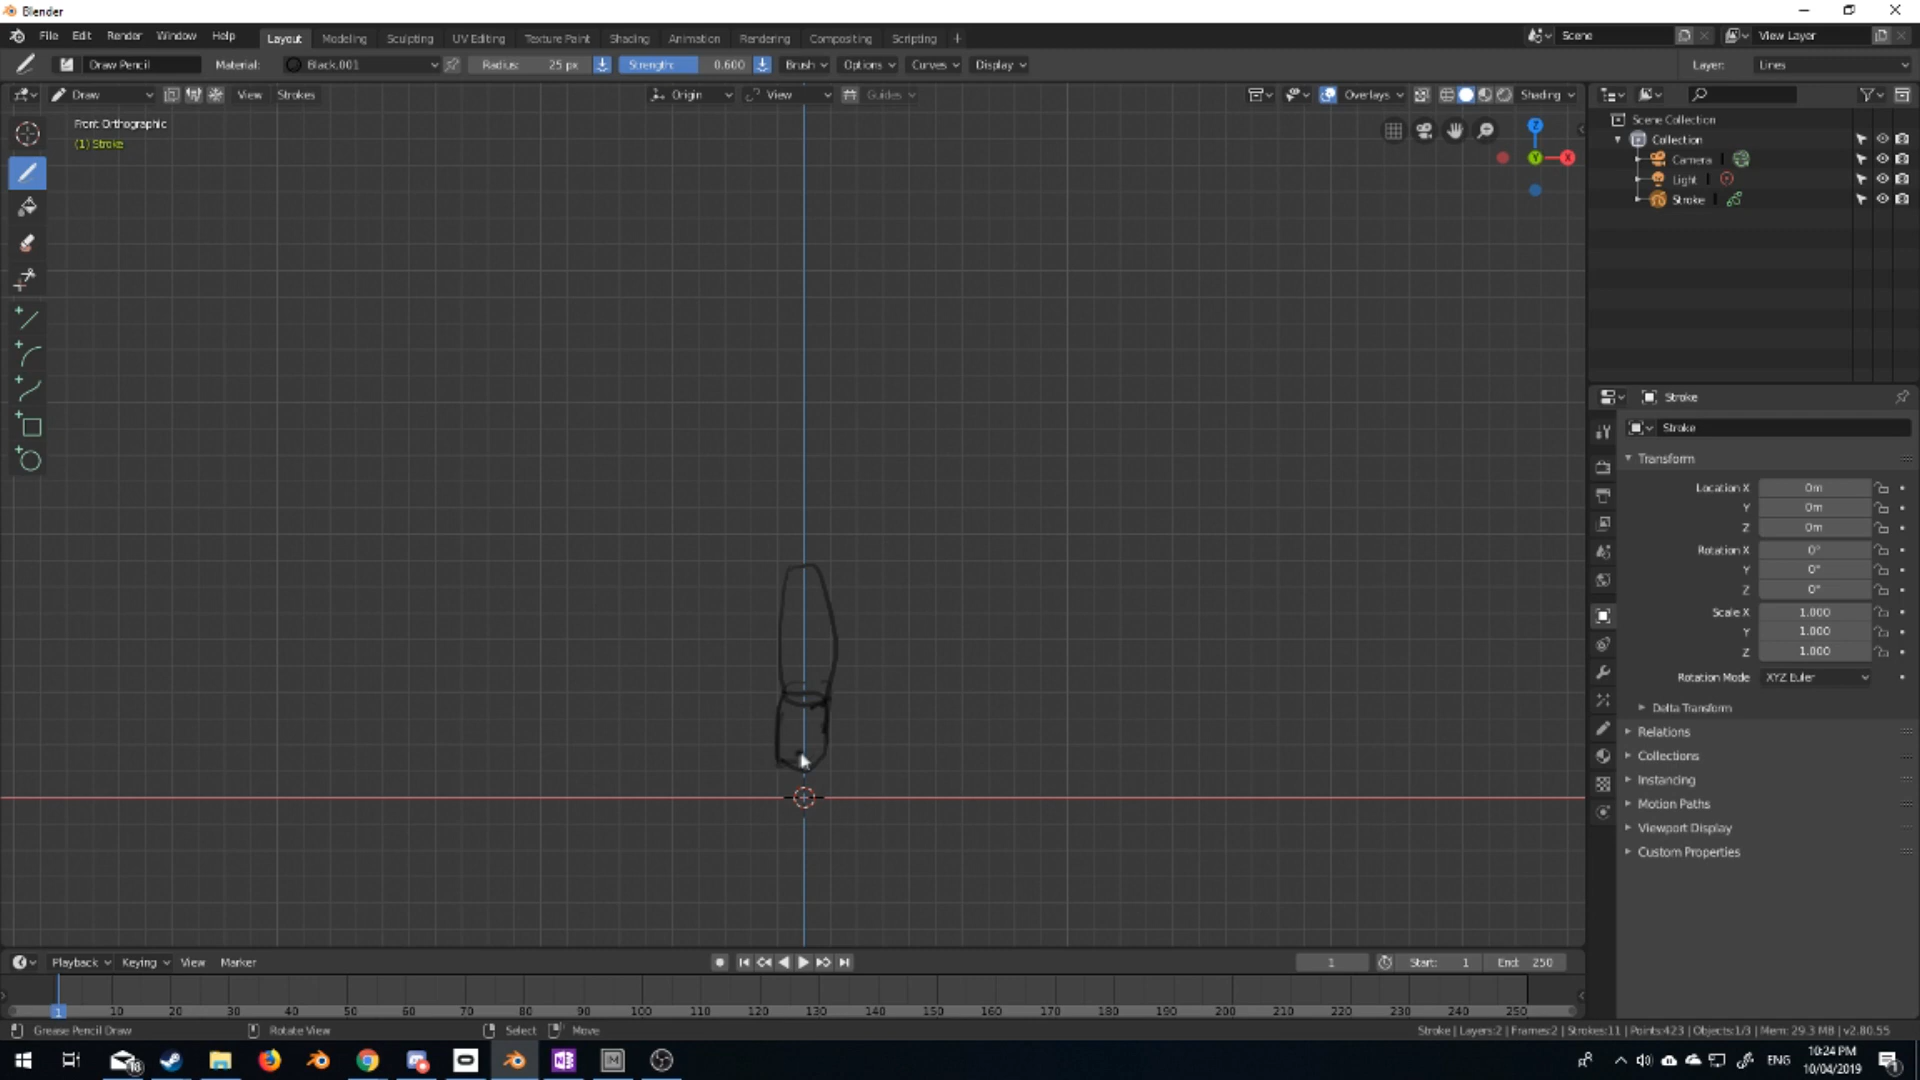 Blender
File Edit Render Window Help Layout Modeling Sculpting UV Editing Texture Paint Shading Animation Rendering Compositing Scripting + Scene View Layer
Draw Pencil Material: Black.001 Radius: 25 px Strength: 0.600 Brush Options Curves Display Layer: Lines
Draw View Strokes Origin View Guides Overlays Shading
Front Orthographic
(1) Stroke
Z
Y
X
Scene Collection
Collection
Camera
Light
Stroke
Stroke
Stroke
Transform
Location X 0m
Y 0m
Z 0m
Rotation X 0°
Y 0°
Z 0°
Scale X 1.000
Y 1.000
Z 1.000
Rotation Mode XYZ Euler
Delta Transform
Relations
Collections
Instancing
Motion Paths
Viewport Display
Custom Properties
Playback Keying View Marker 1 Start: 1 End: 250
1 10 20 30 40 50 60 70 80 90 100 110 120 130 140 150 160 170 180 190 200 210 220 230 240 250
Grease Pencil Draw Rotate View Select Move Stroke | Layers:2 | Frames:2 | Strokes:11 | Points:423 | Objects:1/3 | Mem: 29.3 MB | v2.80.55
18 ENG 10:24 PM
10/04/2019